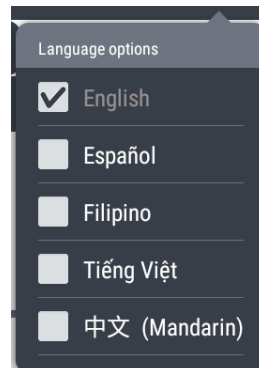 Language options
English
Español
Filipino
Tiếng Việt
中文 (Mandarin)